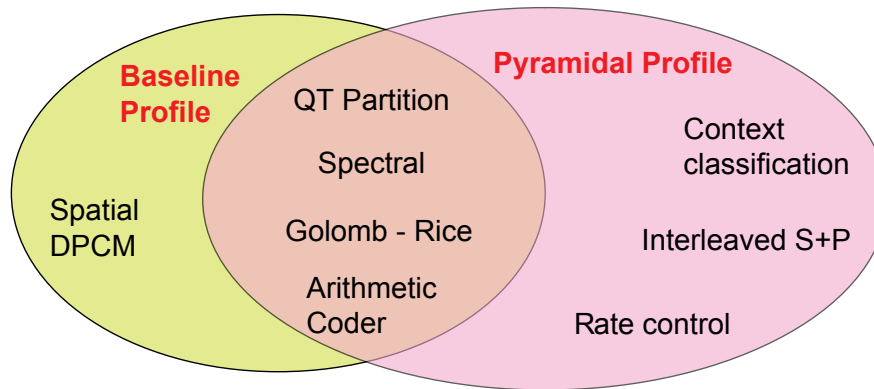 Baseline
Profile
Spatial
DPCM
QT Partition
Spectral
Golomb - Rice
Arithmetic
Coder
Pyramidal Profile
Context
classification
Interleaved S+P
Rate control